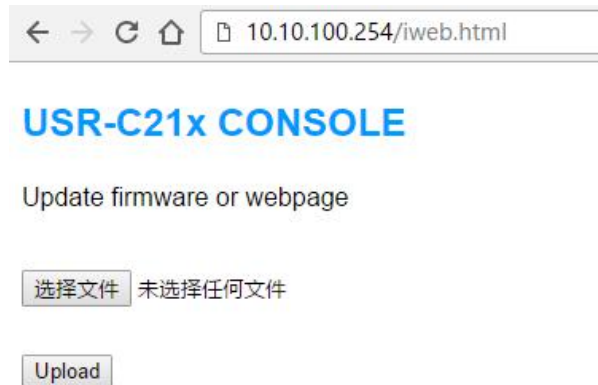 10.10.100.254/iweb.html
USR-C21x CONSOLE
Update firmware or webpage
选择文件 未选择任何文件
Upload